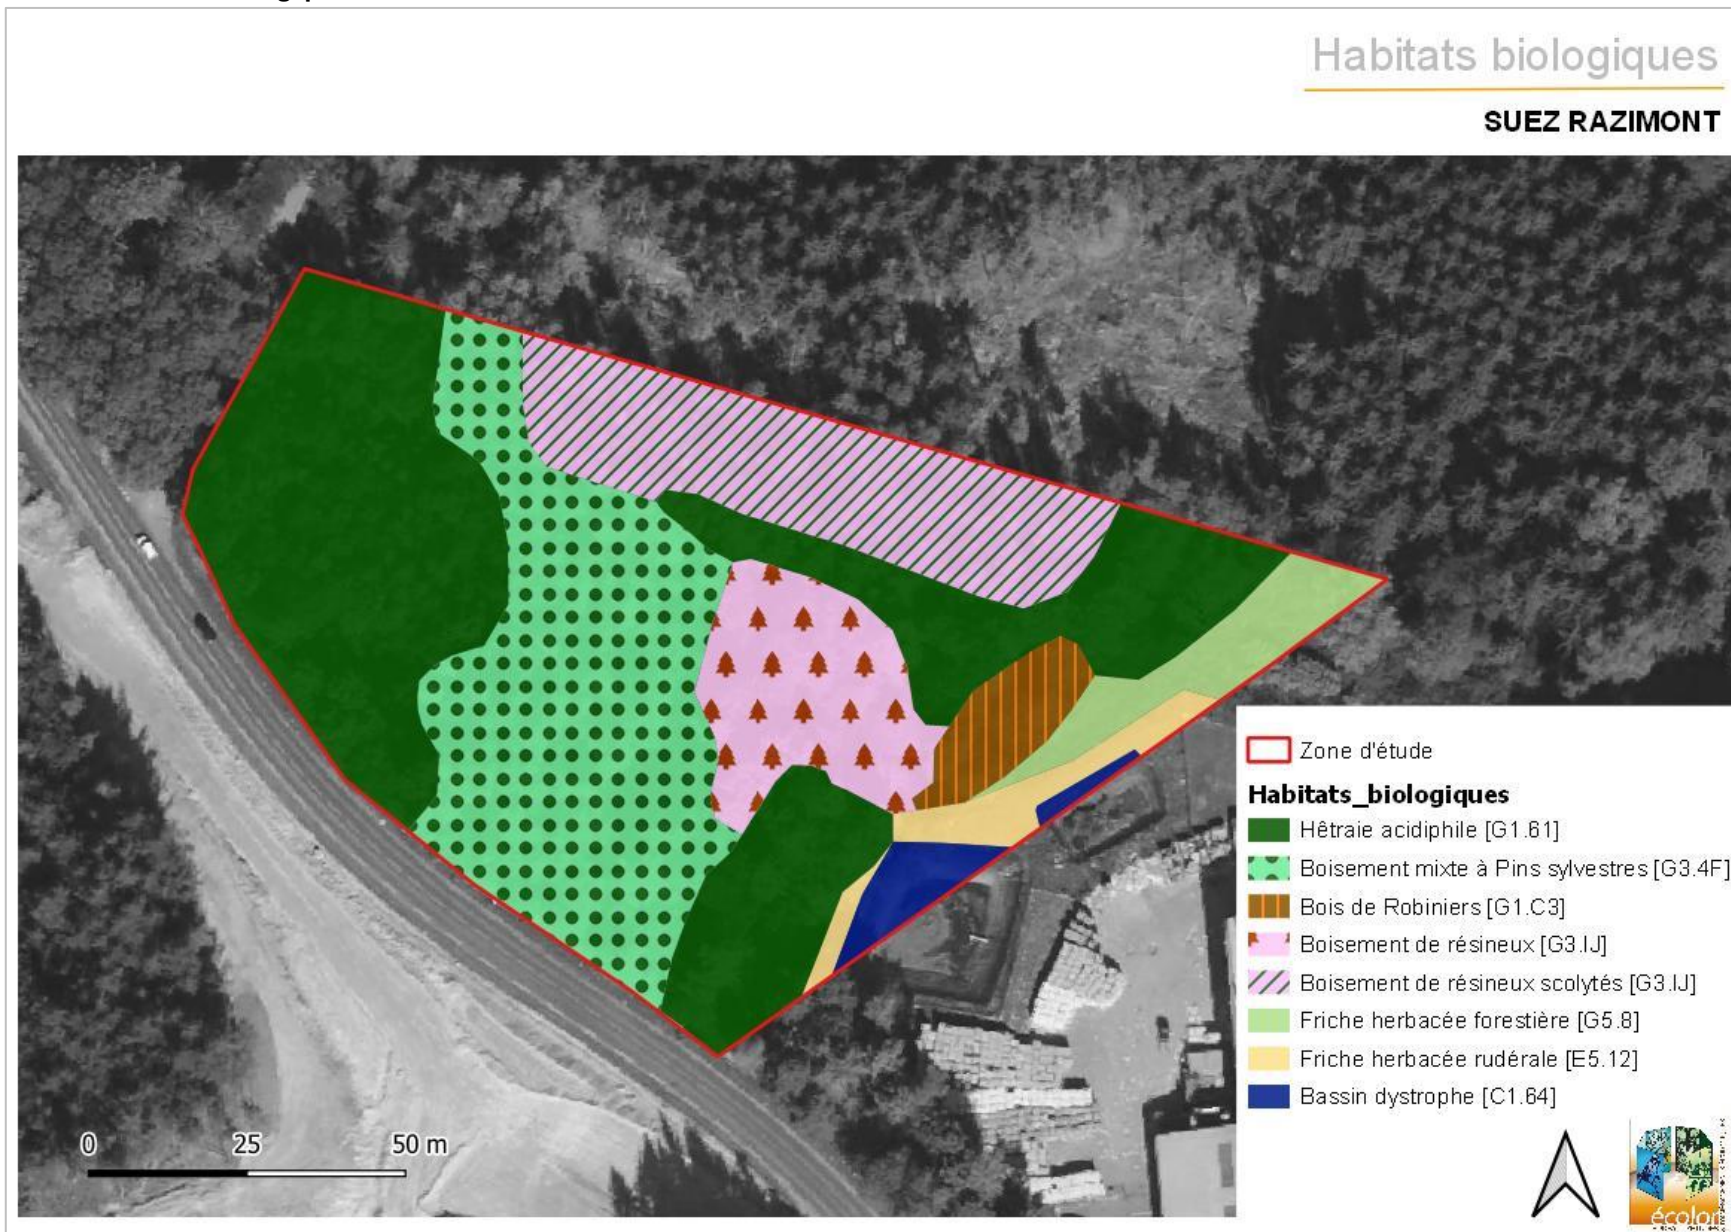 Habitats biologiques
SUEZ RAZIMONT
Zone d'étude
Habitats_biologiques
Hêtraie acidiphile [G1.61]
Boisement mixte à Pins sylvestres [G3.4F]
Bois de Robiniers [G1.C3]
Boisement de résineux [G3.IJ]
Boisement de résineux scolytés [G3.IJ]
Friche herbacée forestière [G5.8]
Friche herbacée rudérale [E5.12]
Bassin dystrophe [C1.64]
0 25 50 m
écolor